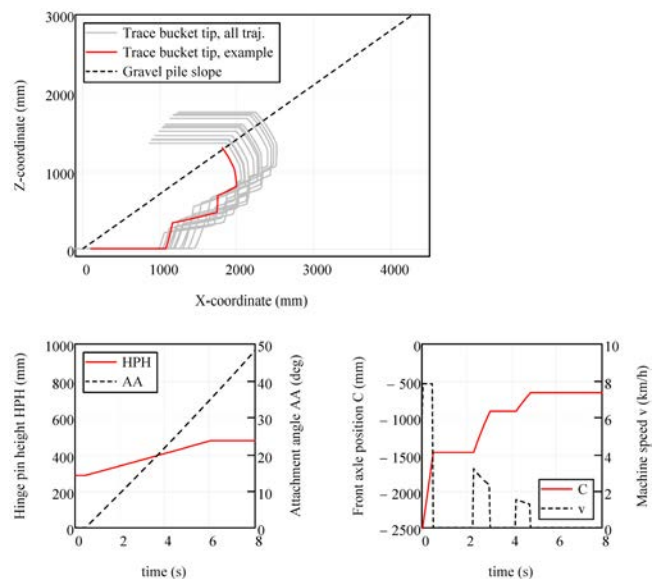 3000
2000
1000
0
Z-coordinate (mm)
Trace bucket tip, all traj.
Trace bucket tip, example
Gravel pile slope
0 1000 2000 3000 4000
X-coordinate (mm)
1000
800
600
400
200
0
Hinge pin height HPH (mm)
HPH
AA
50
40
30
20
10
0
Attachment angle AA (deg)
0 2 4 6 8
time (s)
0
− 500
− 1000
− 1500
− 2000
− 2500
Front axle position C (mm)
C
v
10
8
6
4
2
0
Machine speed v (km/h)
0 2 4 6 8
time (s)